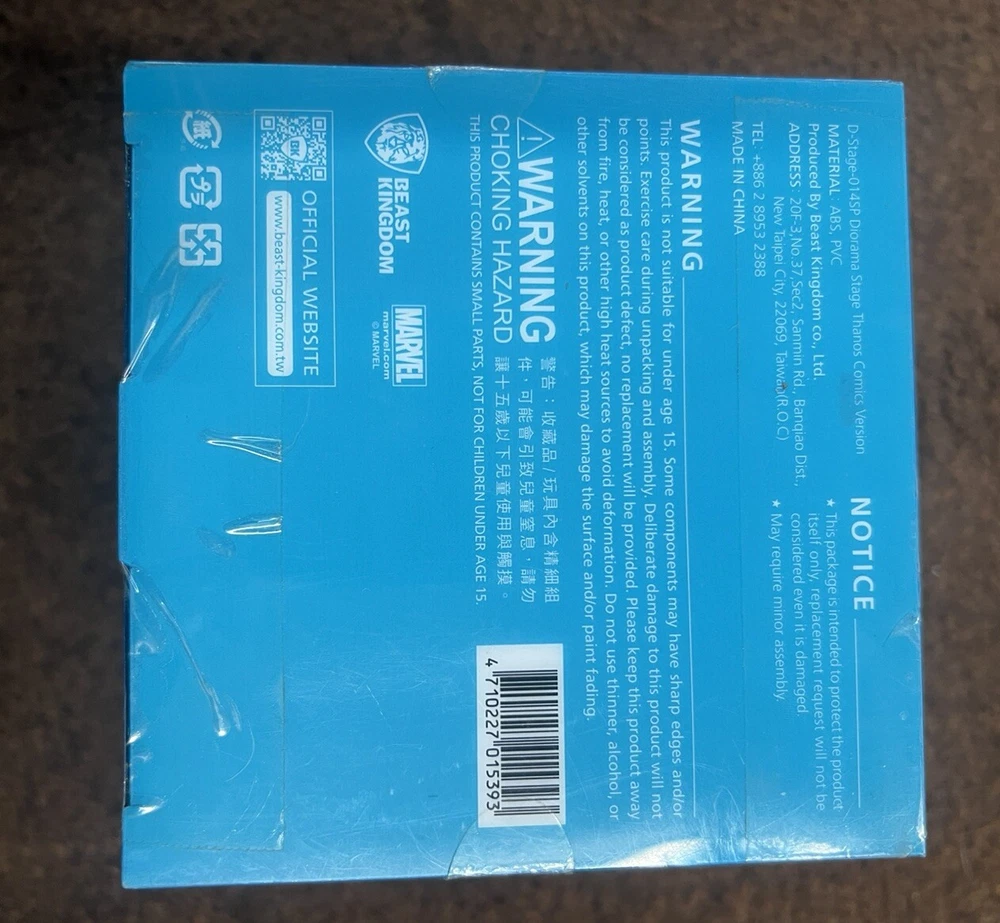 D-Stage-014SP Diorama Stage Thanos Comics Version
MATERIAL: ABS, PVC
Produced By Beast Kingdom co., Ltd.
ADDRESS: 20F-3,No.37,Sec2, Sanmin Rd., Banqiao Dist.,
New Taipei City 22069, Taiwan(R.O.C)
TEL: +886 2 8953 2388
MADE IN CHINA
NOTICE
★ This package is intended to protect the product
itself only, replacement request will not be
considered even it is damaged.
★ May require minor assembly.
WARNING
This product is not suitable for under age 15. Some components may have sharp edges and/or
points. Exercise care during unpacking and assembly. Deliberate damage to this product will not
be considered as product defect, no replacement will be provided. Please keep this product away
from fire, heat, or other high heat sources to avoid deformation. Do not use thinner, alcohol, or
other solvents on this product, which may damage the surface and/or paint fading.
WARNING
CHOKING HAZARD
警告：收藏品/玩具內含精細組
件，可能會引致兒童窒息，請勿
讓十五歲以下兒童使用與觸摸。
THIS PRODUCT CONTAINS SMALL PARTS, NOT FOR CHILDREN UNDER AGE 15.
4 710227 015393
BEAST
KINGDOM
MARVEL
marvel.com
© MARVEL
OFFICIAL WEBSITE
www.beast-kingdom.com.tw
紙